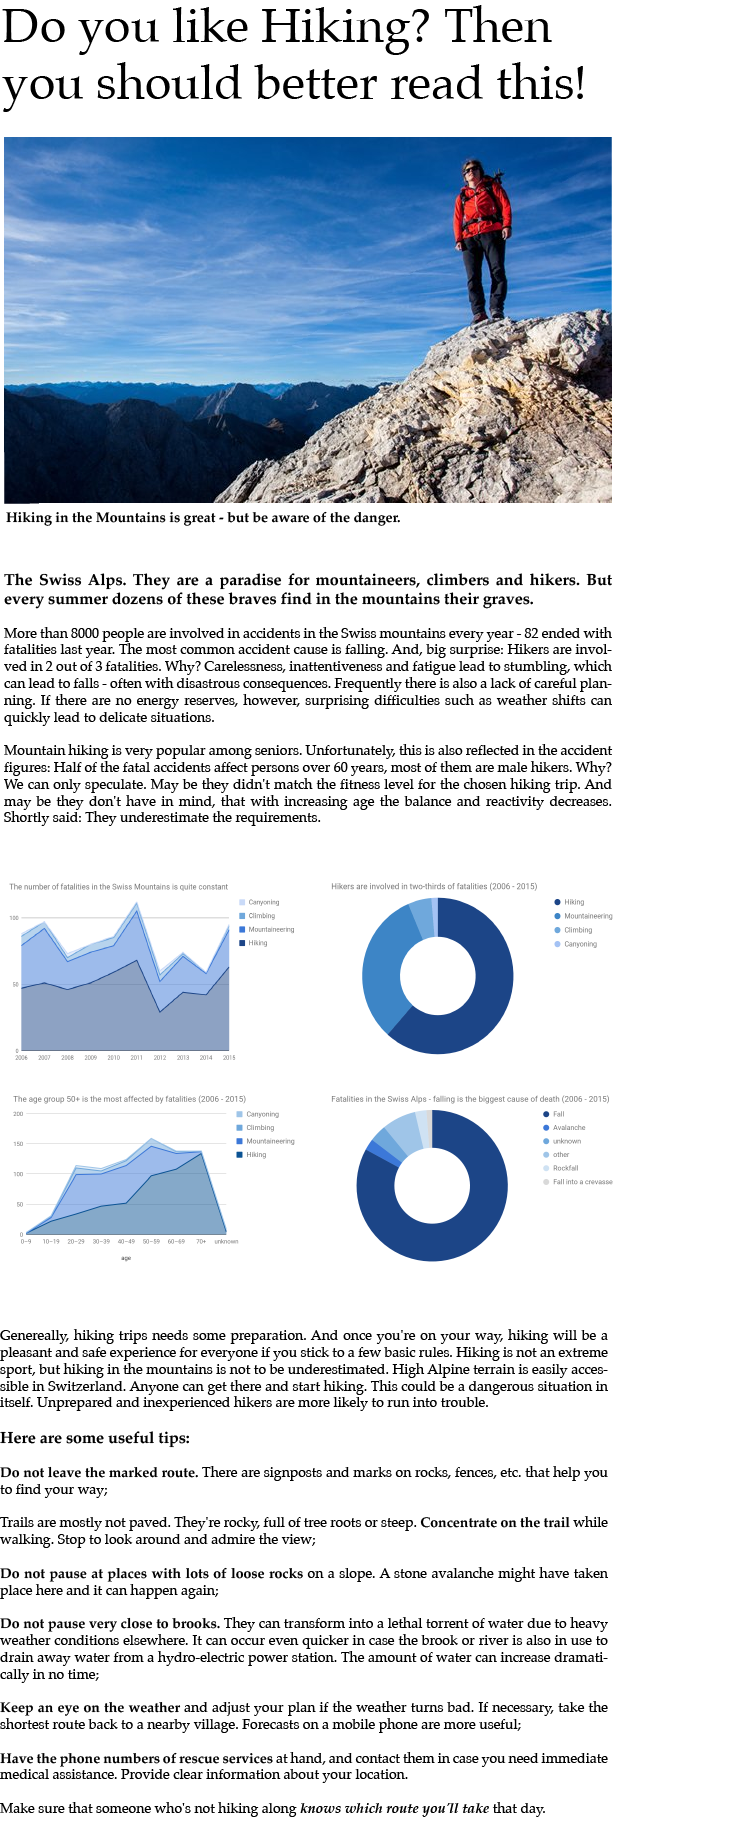 Do you like Hiking? Then
you should better read this!
Hiking in the Mountains is great - but be aware of the danger.
The Swiss Alps. They are a paradise for mountaineers, climbers and hikers. But
every summer dozens of these braves find in the mountains their graves.
More than 8000 people are involved in accidents in the Swiss mountains every year - 82 ended with
fatalities last year. The most common accident cause is falling. And, big surprise: Hikers are invol-
ved in 2 out of 3 fatalities. Why? Carelessness, inattentiveness and fatigue lead to stumbling, which
can lead to falls - often with disastrous consequences. Frequently there is also a lack of careful plan-
ning. If there are no energy reserves, however, surprising difficulties such as weather shifts can
quickly lead to delicate situations.
Mountain hiking is very popular among seniors. Unfortunately, this is also reflected in the accident
figures: Half of the fatal accidents affect persons over 60 years, most of them are male hikers. Why?
We can only speculate. May be they didn't match the fitness level for the chosen hiking trip. And
may be they don't have in mind, that with increasing age the balance and reactivity decreases.
Shortly said: They underestimate the requirements.
The number of fatalities in the Swiss Mountains is quite constant
Canyoning
Climbing
Mountaineering
Hiking
100
50
0
2006 2007 2008 2009 2010 2011 2012 2013 2014 2015
Hikers are involved in two-thirds of fatalities (2006 - 2015)
Hiking
Mountaineering
Climbing
Canyoning
The age group 50+ is the most affected by fatalities (2006 - 2015)
Canyoning
Climbing
Mountaineering
Hiking
200
150
100
50
0
0-9 10-19 20-29 30-39 40-49 50-59 60-69 70+ unknown
age
Fatalities in the Swiss Alps - falling is the biggest cause of death (2006 - 2015)
Fall
Avalanche
unknown
other
Rockfall
Fall into a crevasse
Genereally, hiking trips needs some preparation. And once you're on your way, hiking will be a
pleasant and safe experience for everyone if you stick to a few basic rules. Hiking is not an extreme
sport, but hiking in the mountains is not to be underestimated. High Alpine terrain is easily acces-
sible in Switzerland. Anyone can get there and start hiking. This could be a dangerous situation in
itself. Unprepared and inexperienced hikers are more likely to run into trouble.
Here are some useful tips:
Do not leave the marked route. There are signposts and marks on rocks, fences, etc. that help you
to find your way;
Trails are mostly not paved. They're rocky, full of tree roots or steep. Concentrate on the trail while
walking. Stop to look around and admire the view;
Do not pause at places with lots of loose rocks on a slope. A stone avalanche might have taken
place here and it can happen again;
Do not pause very close to brooks. They can transform into a lethal torrent of water due to heavy
weather conditions elsewhere. It can occur even quicker in case the brook or river is also in use to
drain away water from a hydro-electric power station. The amount of water can increase dramati-
cally in no time;
Keep an eye on the weather and adjust your plan if the weather turns bad. If necessary, take the
shortest route back to a nearby village. Forecasts on a mobile phone are more useful;
Have the phone numbers of rescue services at hand, and contact them in case you need immediate
medical assistance. Provide clear information about your location.
Make sure that someone who's not hiking along knows which route you'll take that day.